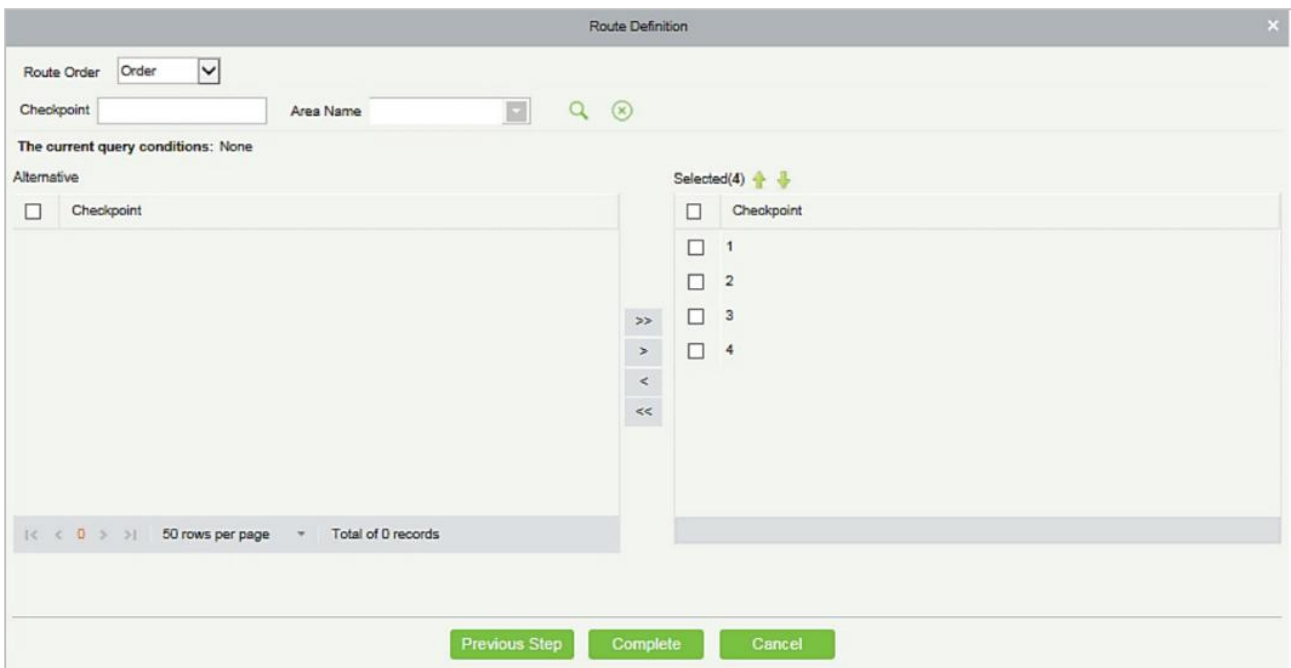 Route Definition
Route Order Order
Checkpoint Area Name
The current query conditions: None
Alternative
Checkpoint
Selected(4)
Checkpoint
1
2
3
4
>>
>
<
<<
|< < 0 > >| 50 rows per page Total of 0 records
Previous Step Complete Cancel